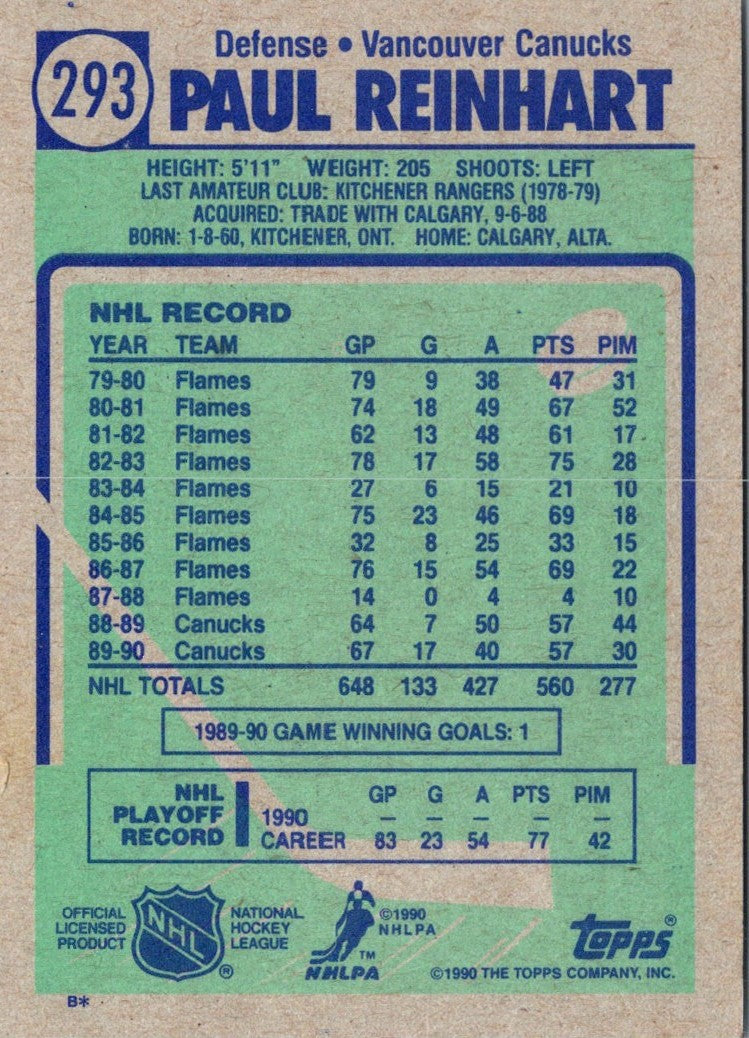 293
Defense • Vancouver Canucks
PAUL REINHART
HEIGHT: 5'11" WEIGHT: 205 SHOOTS: LEFT
LAST AMATEUR CLUB: KITCHENER RANGERS (1978-79)
ACQUIRED: TRADE WITH CALGARY, 9-6-88
BORN: 1-8-60, KITCHENER, ONT. HOME: CALGARY, ALTA.
NHL RECORD
YEAR TEAM GP G A PTS PIM
79-80 Flames 79 9 38 47 31
80-81 Flames 74 18 49 67 52
81-82 Flames 62 13 48 61 17
82-83 Flames 78 17 58 75 28
83-84 Flames 27 6 15 21 10
84-85 Flames 75 23 46 69 18
85-86 Flames 32 8 25 33 15
86-87 Flames 76 15 54 69 22
87-88 Flames 14 0 4 4 10
88-89 Canucks 64 7 50 57 44
89-90 Canucks 67 17 40 57 30
NHL TOTALS 648 133 427 560 277
1989-90 GAME WINNING GOALS: 1
NHL PLAYOFF RECORD
GP G A PTS PIM
1990 — — — — —
CAREER 83 23 54 77 42
OFFICIAL LICENSED PRODUCT
NHL
®
NATIONAL HOCKEY LEAGUE
TM
NHLPA
©1990 NHLPA
topps®
©1990 THE TOPPS COMPANY, INC.
B*